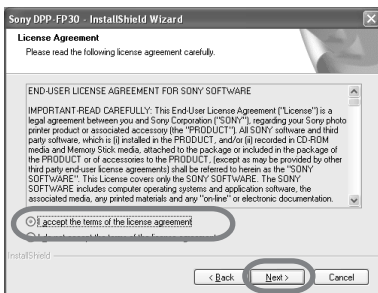 Sony DPP-FP30 - InstallShield Wizard
License Agreement
Please read the following license agreement carefully.
END-USER LICENSE AGREEMENT FOR SONY SOFTWARE
IMPORTANT-READ CAREFULLY: This End-User License Agreement ("License") is a
legal agreement between you and Sony Corporation ("SONY"), regarding your Sony photo
printer product or associated accessory (the "PRODUCT"). All SONY software and third
party software, which is (i) installed in the PRODUCT, and/or (ii) recorded in CD-ROM
media and Memory Stick media, attached to the package or included in the package of
the PRODUCT or of accessories to the PRODUCT, (except as may be provided by other
third party end-user license agreements) shall be referred to herein as the "SONY
SOFTWARE". This License covers only the SONY SOFTWARE. The SONY
SOFTWARE includes computer operating systems and application software, the
associated media, any printed materials and any "on-line" or electronic documentation.
I accept the terms of the license agreement
InstallShield
< Back Next > Cancel